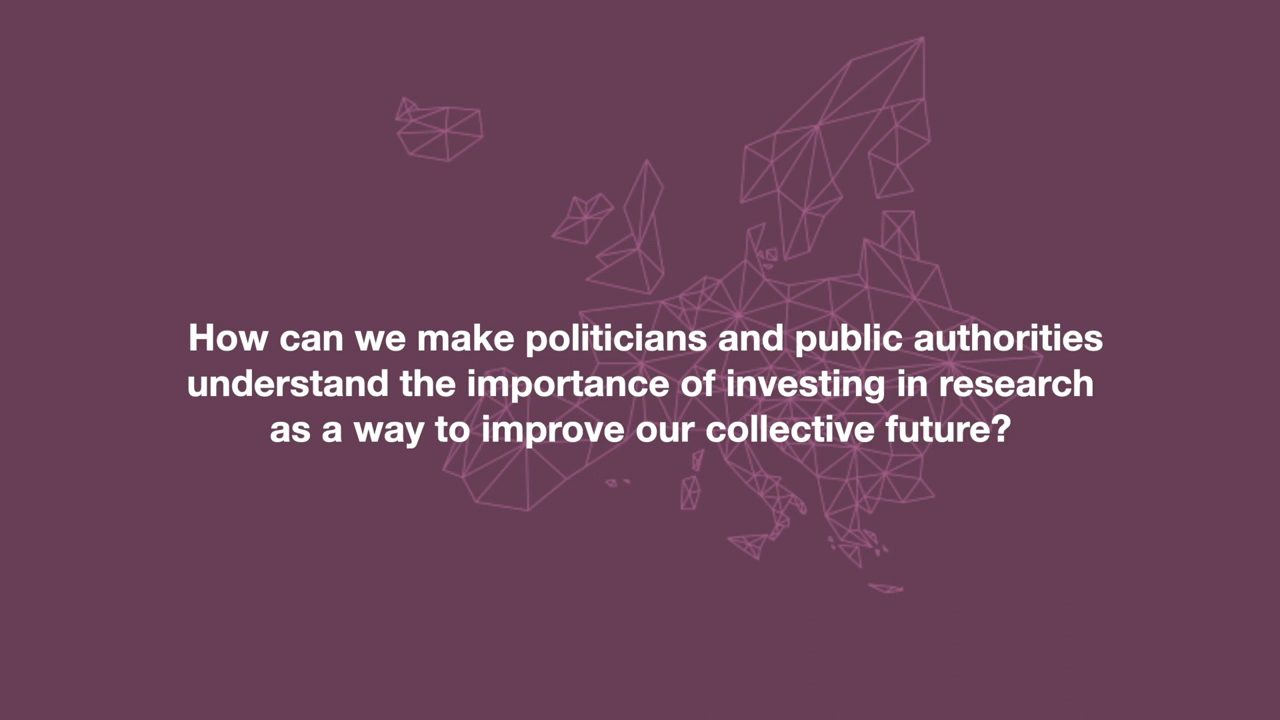 How can we make politicians and public authorities
understand the importance of investing in research
as a way to improve our collective future?